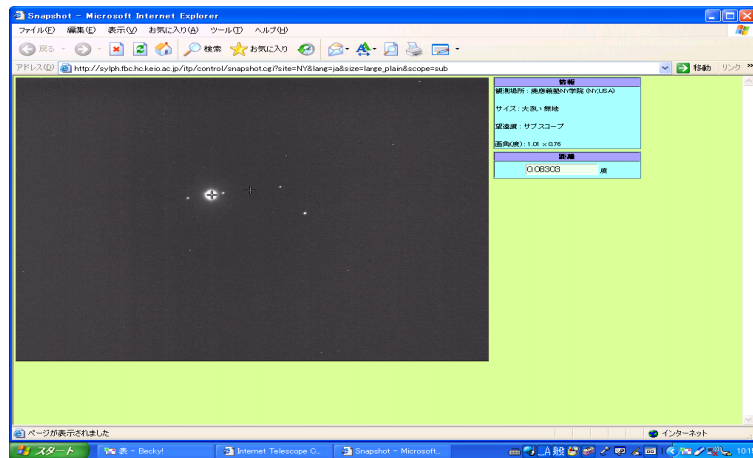 Snapshot - Microsoft Internet Explorer
ファイル(F) 編集(E) 表示(V) お気に入り(A) ツール(T) ヘルプ(H)
戻る 検索 お気に入り
アドレス(D) http://sylph.fbc.hc.keio.ac.jp/itp/control/snapshot.cgi?site=NY&lang=ja&size=large_plain&scope=sub 移動 リンク »
情報
観測場所 : 慶應義塾NY学院 (NY,USA)
サイズ : 大きい 無地
望遠鏡 : サブスコープ
画角(度) : 1.01 × 0.76
距離
0.08303 度
ページが表示されました インターネット
スタート 表 - Becky! Internet Telescope C... Snapshot - Microsoft... A 般 10:18